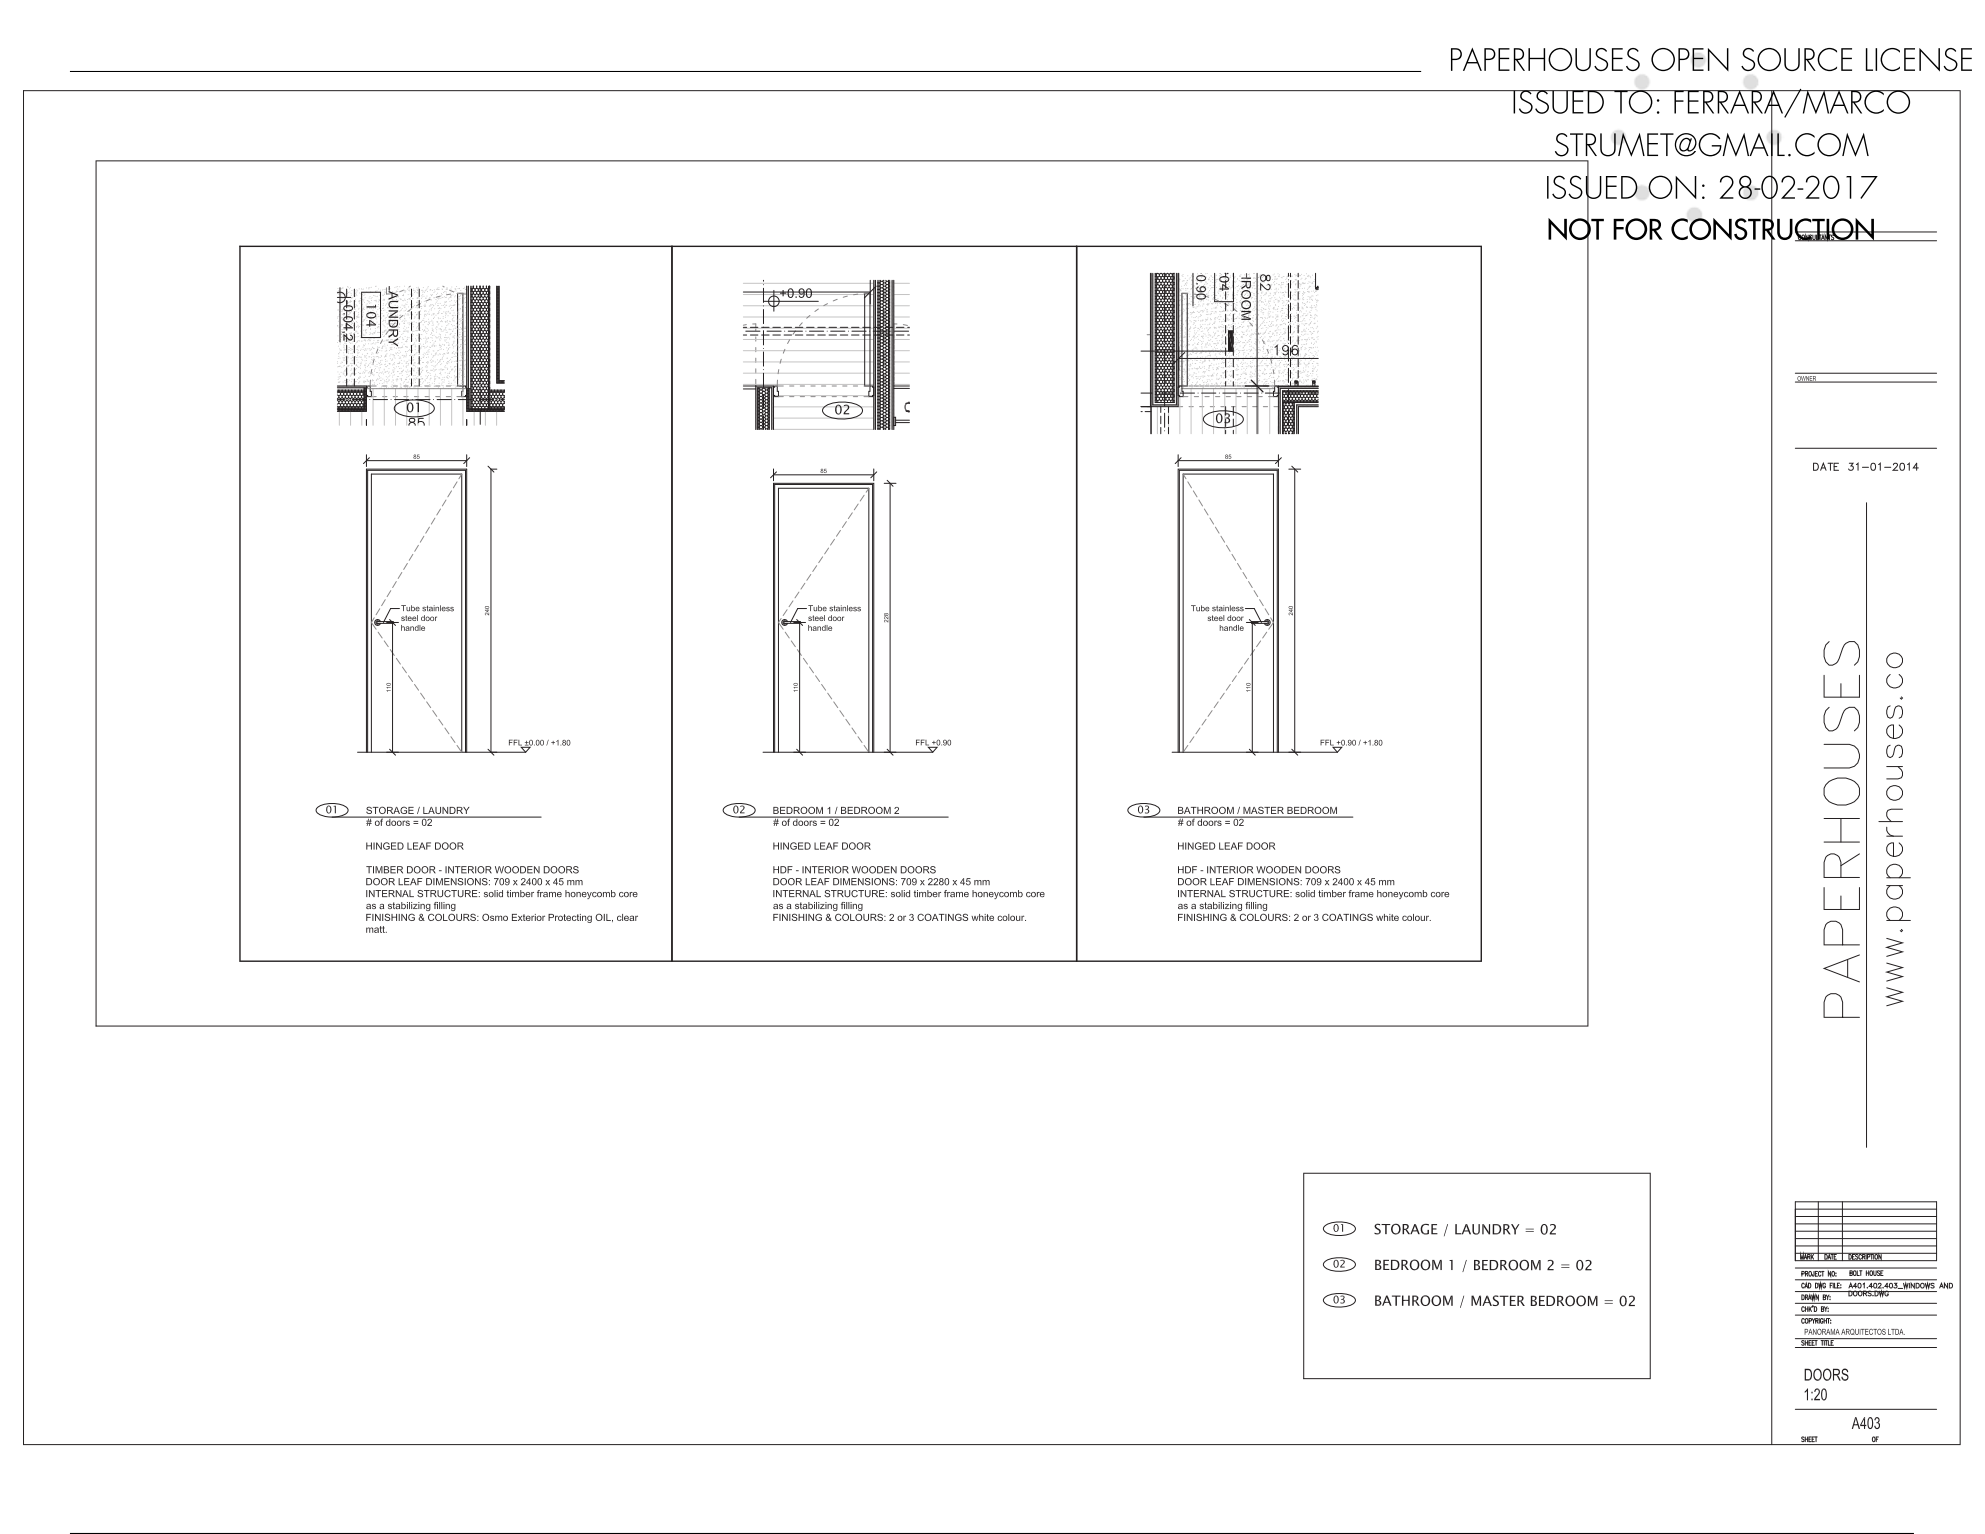 PAPERHOUSES OPEN SOURCE LICENSE
ISSUED TO: FERRARA/MARCO
STRUMET@GMAIL.COM
ISSUED ON: 28-02-2017
NOT FOR CONSTRUCTION
CONSULTANTS
OWNER
DATE 31-01-2014
PAPERHOUSES
www.paperhouses.co
AUNDRY
104
01
85
+0.90
02
0.90
04
IROOM
82
196
03
85
240
Tube stainless
steel door
handle
110
FFL ±0.00 / +1.80
85
228
Tube stainless
steel door
handle
110
FFL +0.90
85
240
Tube stainless
steel door
handle
110
FFL +0.90 / +1.80
01 STORAGE / LAUNDRY
# of doors = 02
HINGED LEAF DOOR
TIMBER DOOR - INTERIOR WOODEN DOORS
DOOR LEAF DIMENSIONS: 709 x 2400 x 45 mm
INTERNAL STRUCTURE: solid timber frame honeycomb core
as a stabilizing filling
FINISHING & COLOURS: Osmo Exterior Protecting OIL, clear
matt.
02 BEDROOM 1 / BEDROOM 2
# of doors = 02
HINGED LEAF DOOR
HDF - INTERIOR WOODEN DOORS
DOOR LEAF DIMENSIONS: 709 x 2280 x 45 mm
INTERNAL STRUCTURE: solid timber frame honeycomb core
as a stabilizing filling
FINISHING & COLOURS: 2 or 3 COATINGS white colour.
03 BATHROOM / MASTER BEDROOM
# of doors = 02
HINGED LEAF DOOR
HDF - INTERIOR WOODEN DOORS
DOOR LEAF DIMENSIONS: 709 x 2400 x 45 mm
INTERNAL STRUCTURE: solid timber frame honeycomb core
as a stabilizing filling
FINISHING & COLOURS: 2 or 3 COATINGS white colour.
01 STORAGE / LAUNDRY = 02
02 BEDROOM 1 / BEDROOM 2 = 02
03 BATHROOM / MASTER BEDROOM = 02
MARK DATE DESCRIPTION
PROJECT NO: BOLT HOUSE
CAD DWG FILE: A401.402.403_WINDOWS AND
DOORS.DWG
DRAWN BY:
CHK'D BY:
COPYRIGHT:
PANORAMA ARQUITECTOS LTDA.
SHEET TITLE
DOORS
1:20
A403
SHEET OF